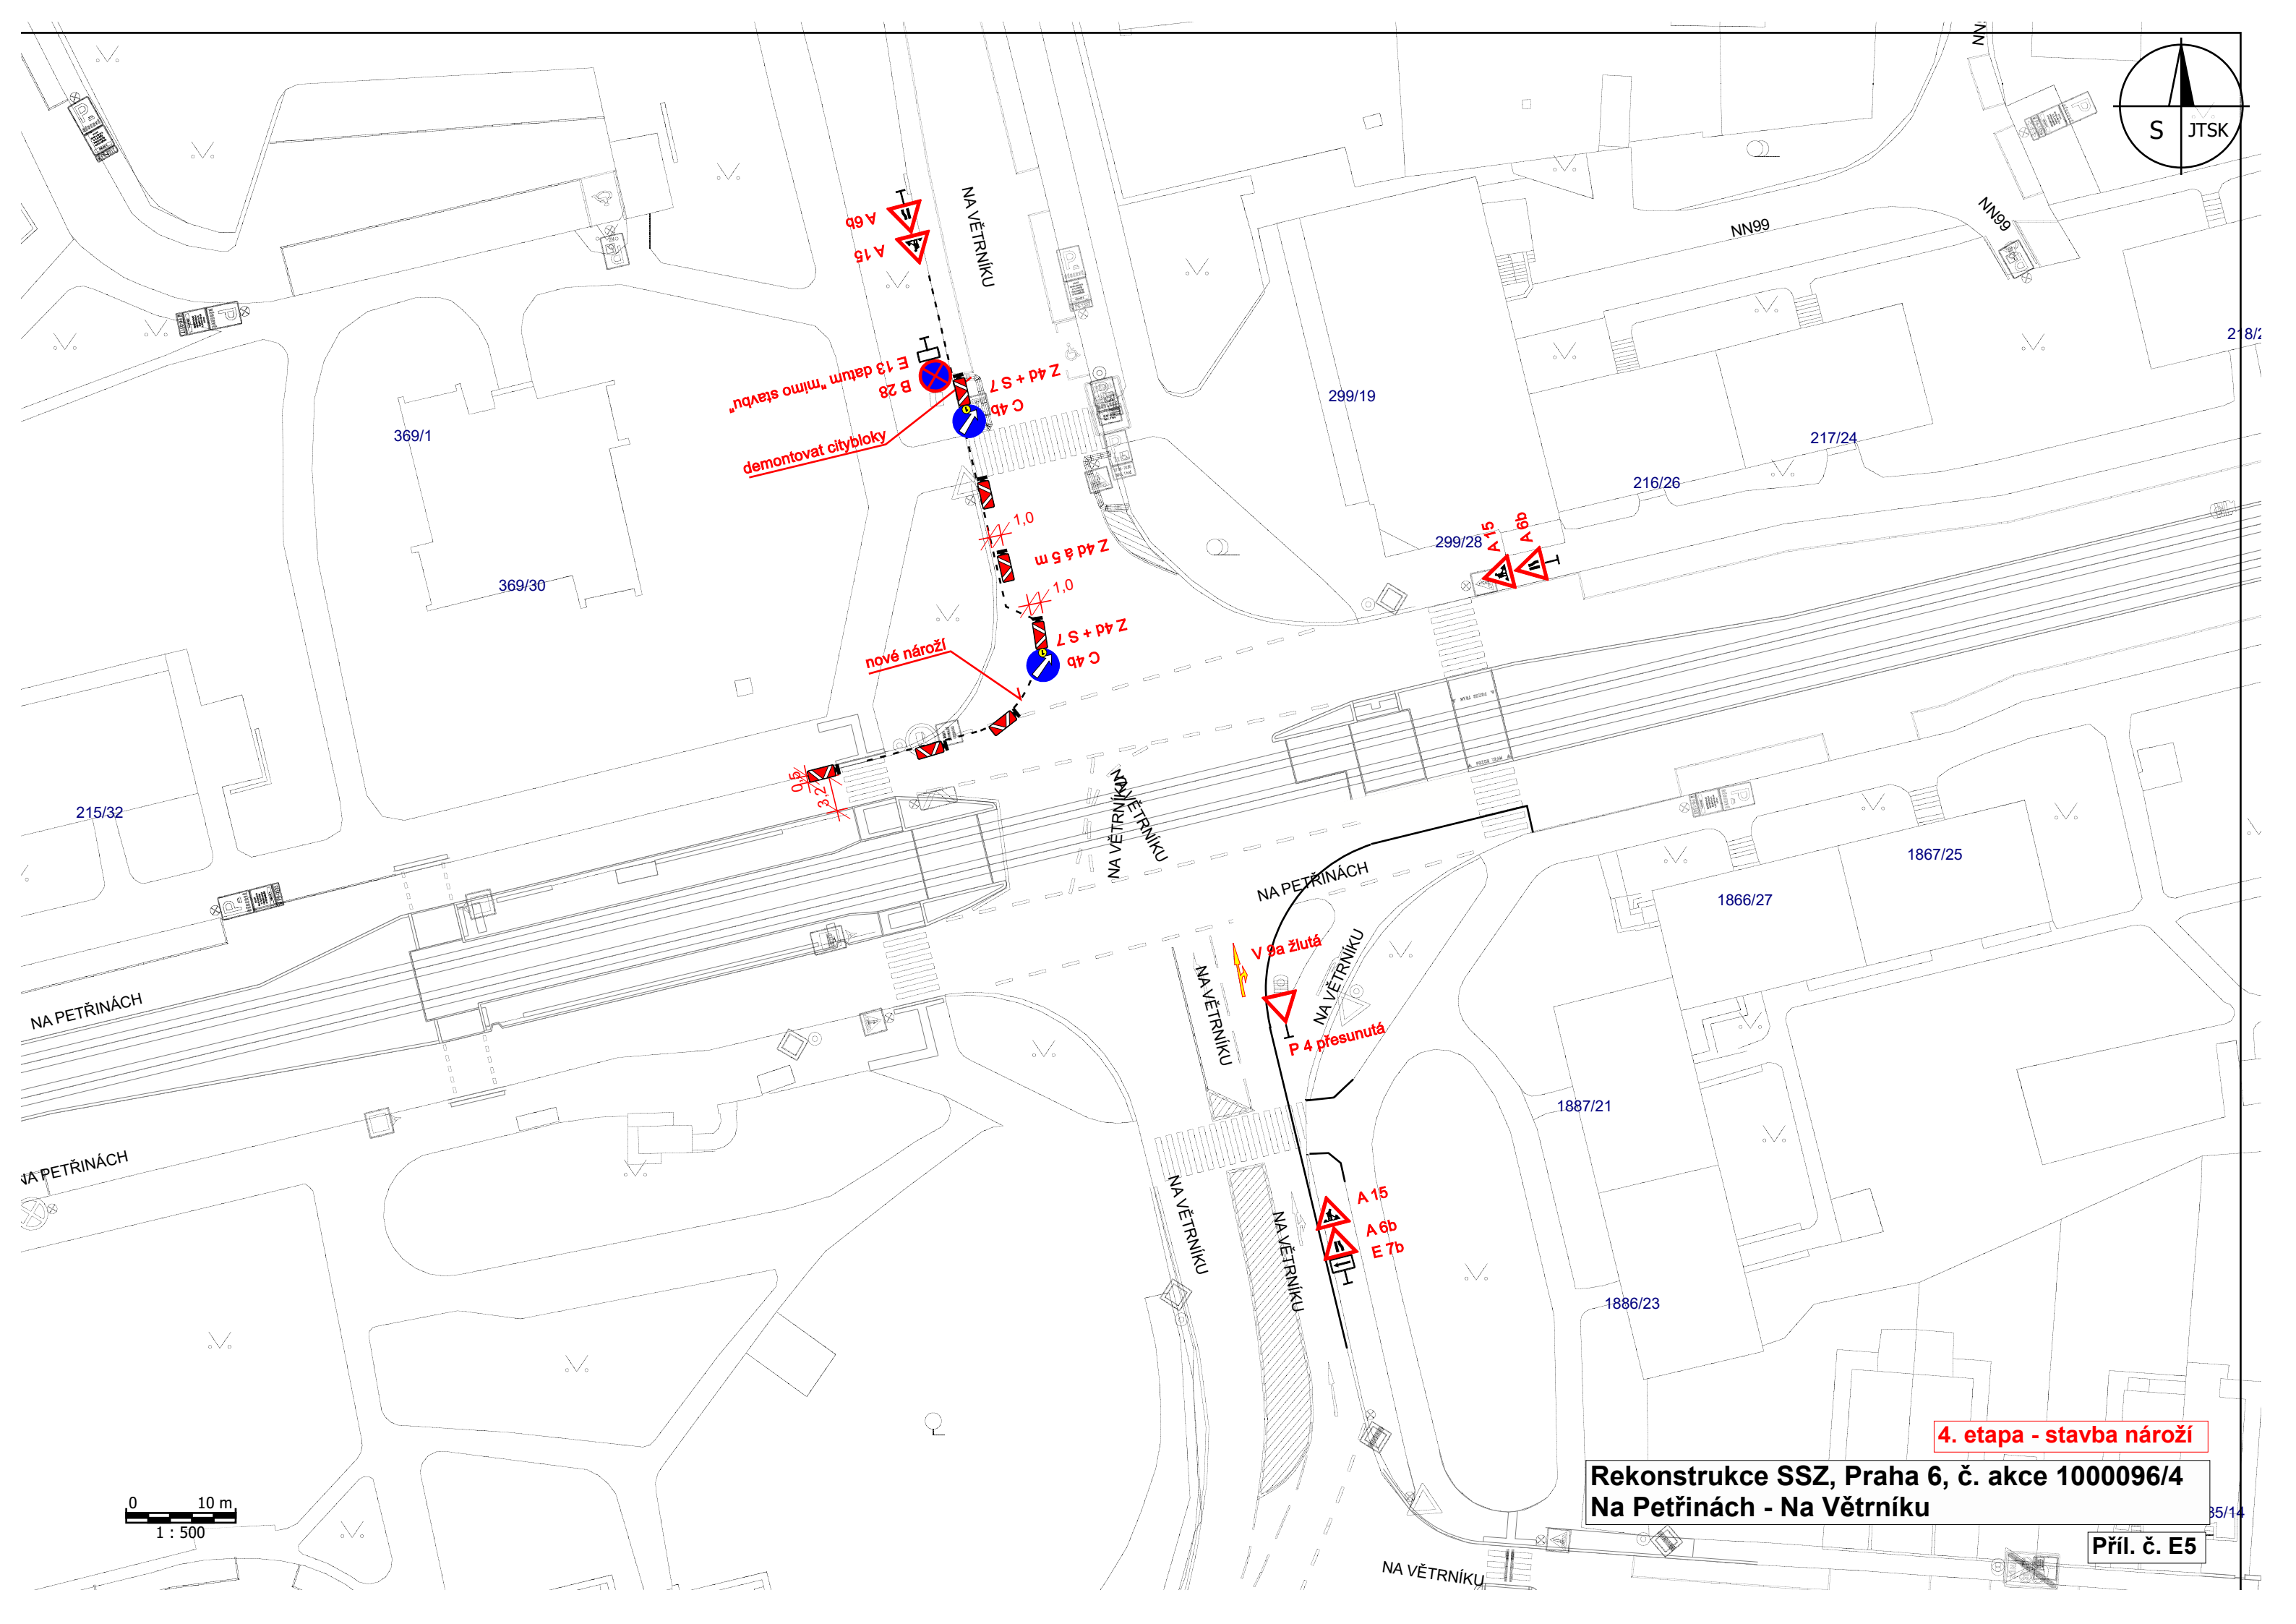 S JTSK
NN99
NN99
NA VĚTRNÍKU
A 6b
A 15
E 13 datum "mimo stavbu"
B 28
Z 4d + S 7
C 4b
demontovat citybloky
1,0
Z 4d á 5 m
1,0
Z 4d + S 7
C 4b
nové nároží
0,5
3,2
A 15
A 6b
369/1
369/30
299/19
299/28
216/26
217/24
215/32
NA VĚTRNÍKU
NA VĚTRNÍKU
NA PETŘINÁCH
1867/25
1866/27
V 9a žlutá
NA VĚTRNÍKU
NA VĚTRNÍKU
P 4 přesunutá
NA PETŘINÁCH
NA PETŘINÁCH
1887/21
A 15
A 6b
E 7b
NA VĚTRNÍKU
NA VĚTRNÍKU
1886/23
4. etapa - stavba nároží
Rekonstrukce SSZ, Praha 6, č. akce 1000096/4
Na Petřinách - Na Větrníku
Příl. č. E5
0 10 m
1 : 500
NA VĚTRNÍKU